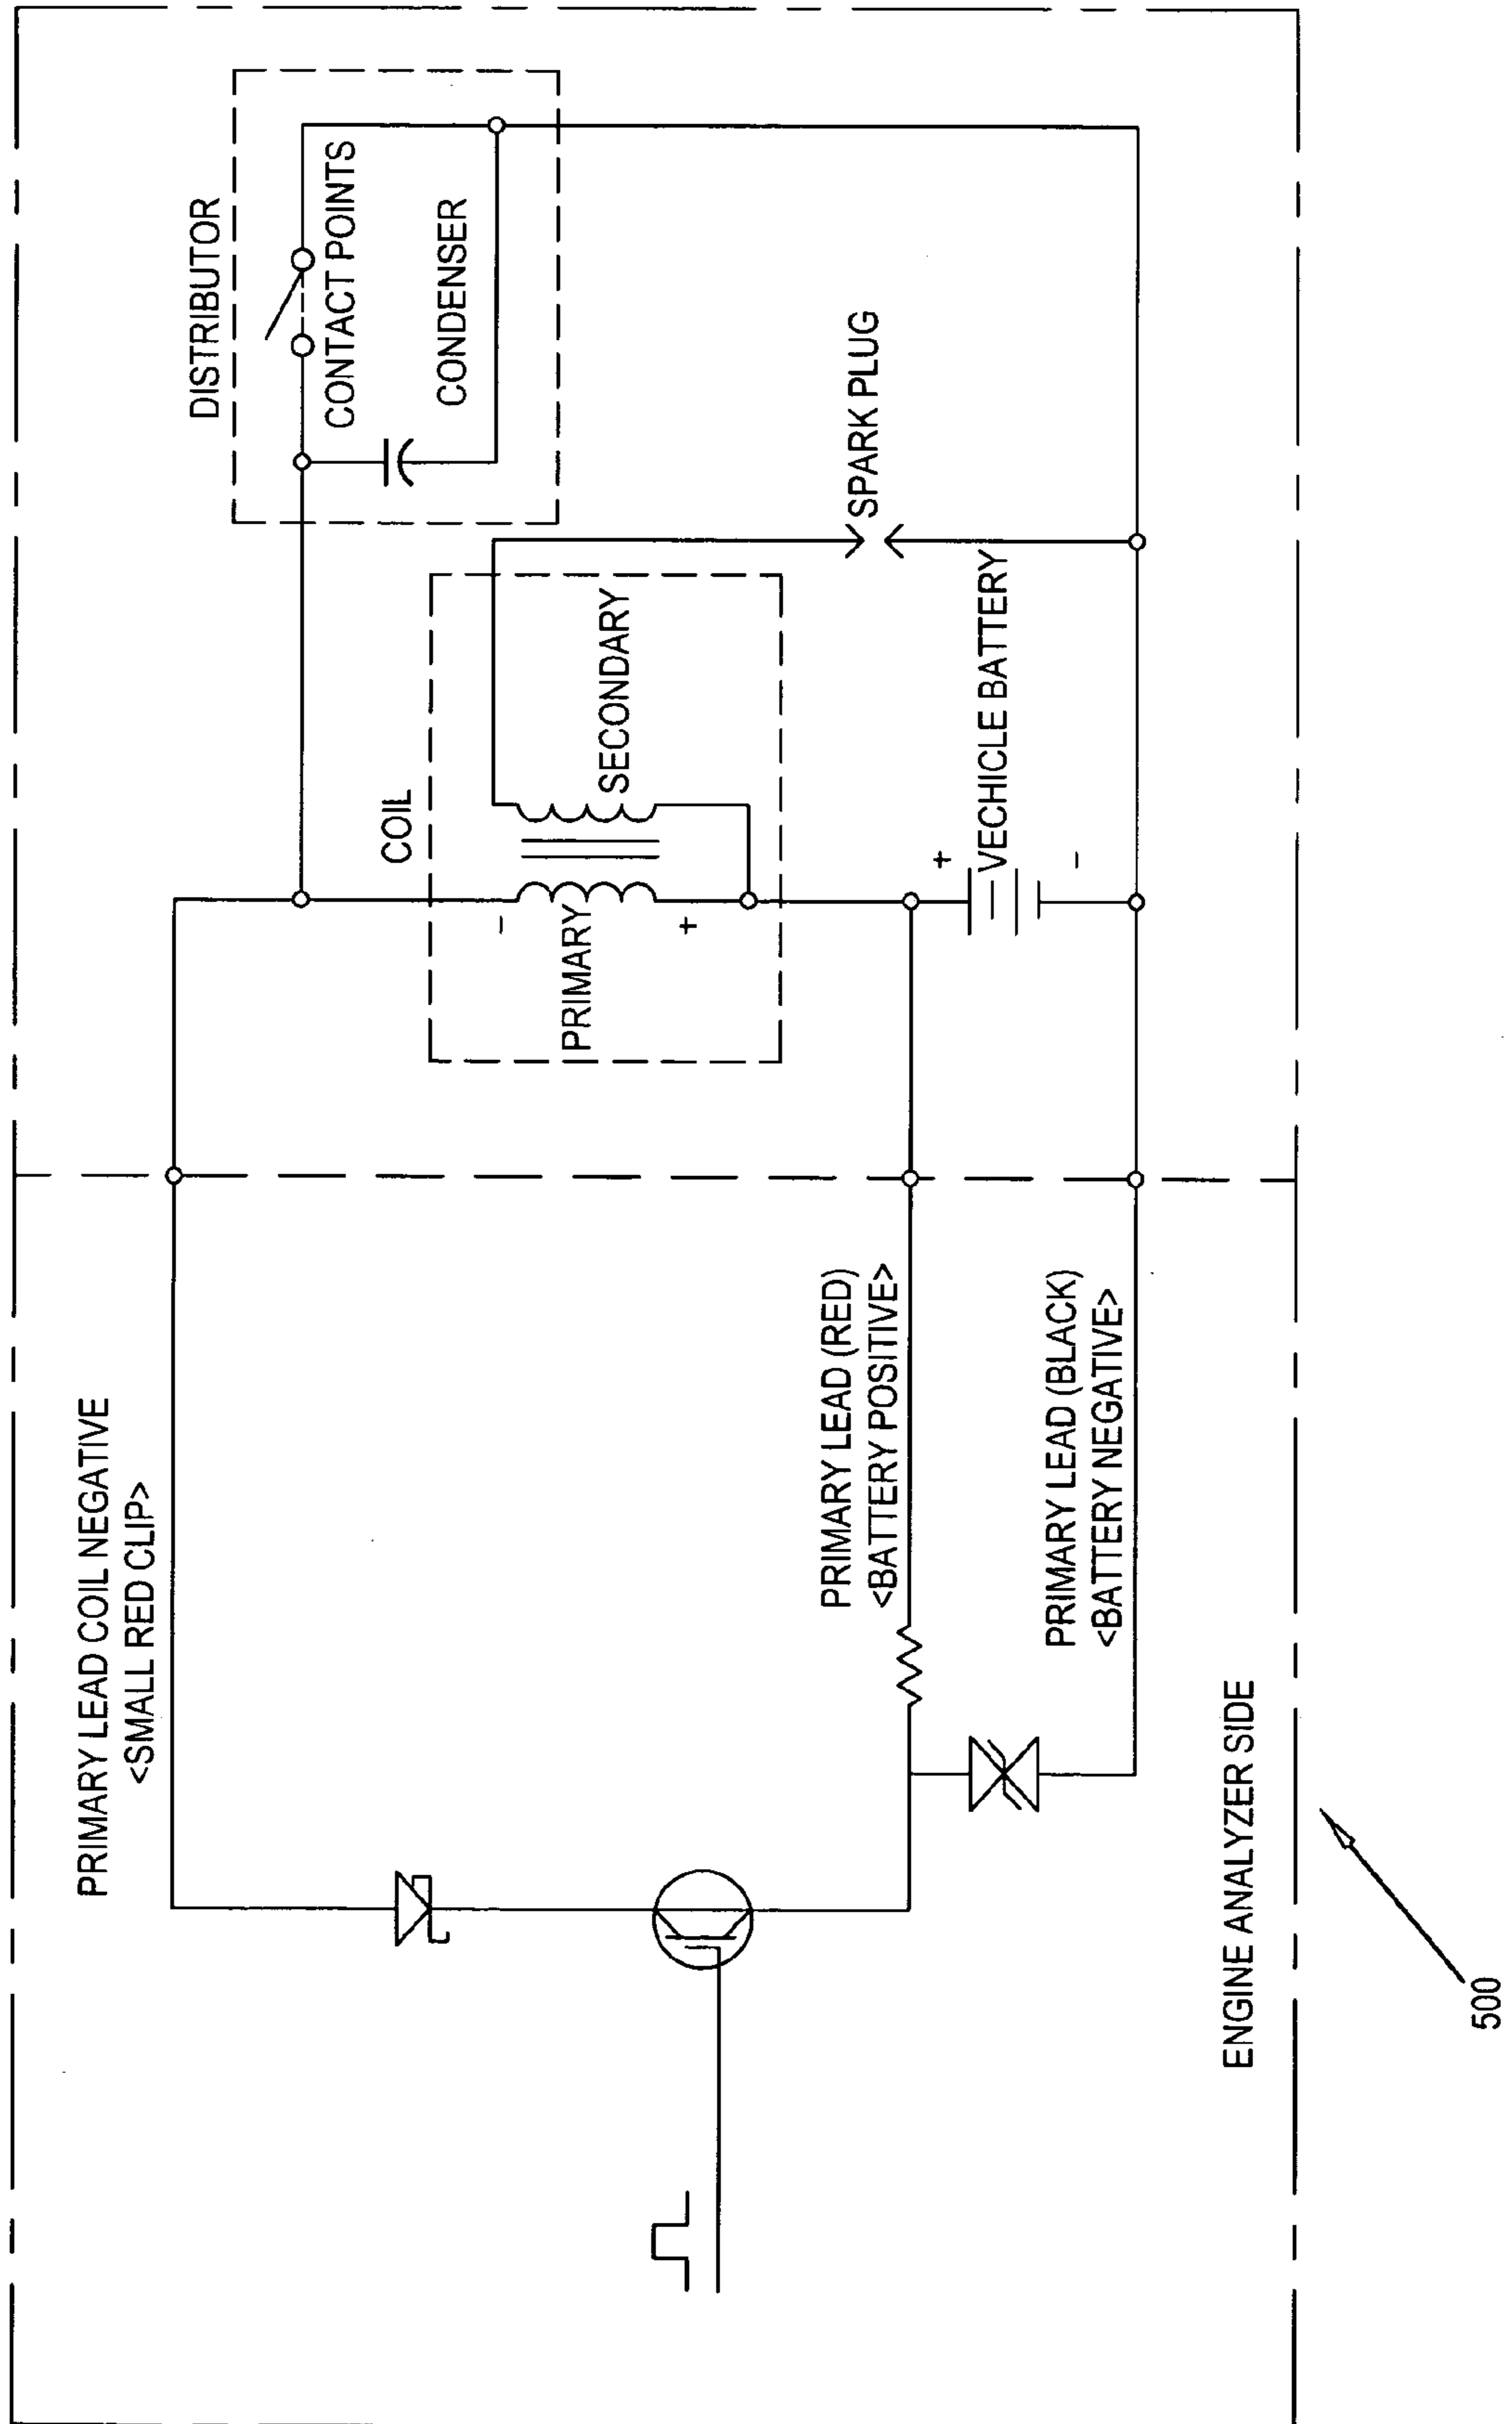 DISTRIBUTOR
CONTACT POINTS
CONDENSER
COIL
PRIMARY
SECONDARY
-
+
SPARK PLUG
+
VECHICLE BATTERY
-
PRIMARY LEAD COIL NEGATIVE
<SMALL RED CLIP>
PRIMARY LEAD (RED)
<BATTERY POSITIVE>
PRIMARY LEAD (BLACK)
<BATTERY NEGATIVE>
ENGINE ANALYZER SIDE
500